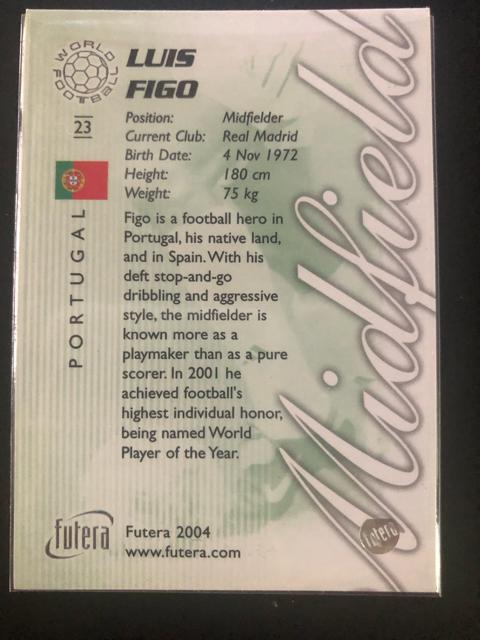 WORLD FOOTBALL
LUIS
FIGO
23
PORTUGAL
Position: Midfielder
Current Club: Real Madrid
Birth Date: 4 Nov 1972
Height: 180 cm
Weight: 75 kg
Figo is a football hero in
Portugal, his native land,
and in Spain. With his
deft stop-and-go
dribbling and aggressive
style, the midfielder is
known more as a
playmaker than as a pure
scorer. In 2001 he
achieved football's
highest individual honor,
being named World
Player of the Year.
Midfield
futera
Futera 2004
www.futera.com
futera